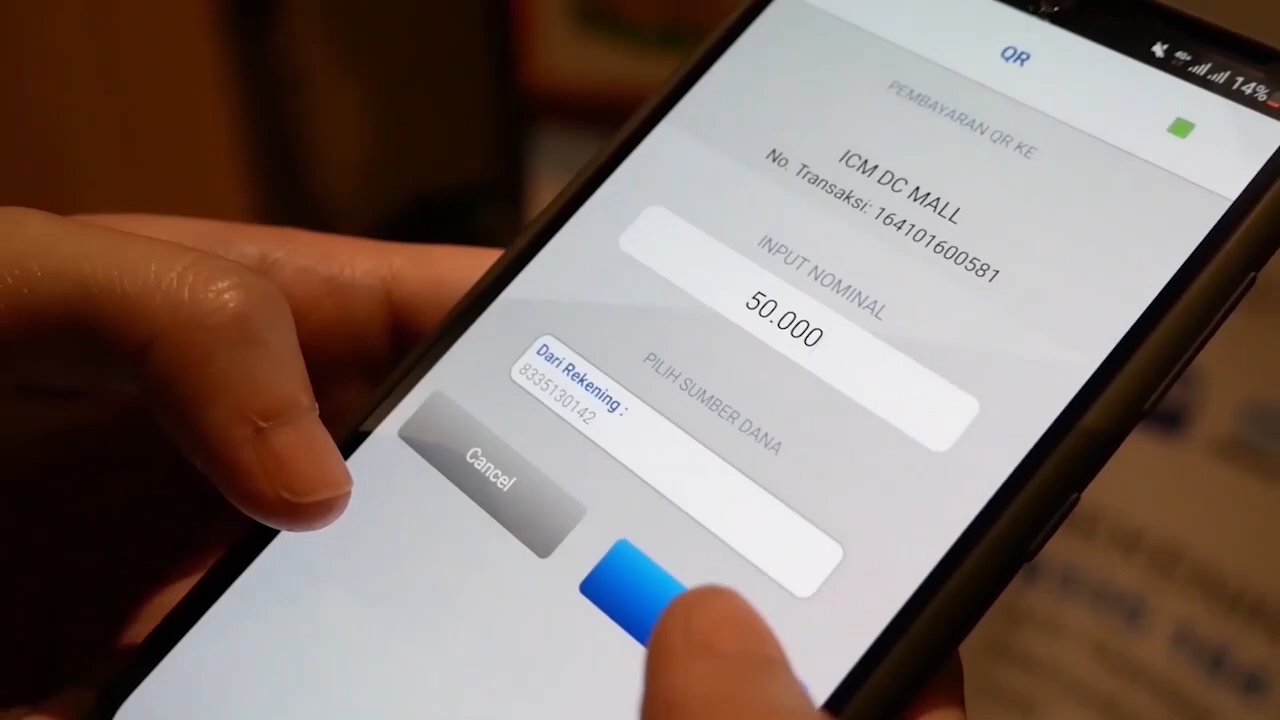 14%
QR
PEMBAYARAN QR KE
ICM DC MALL
No. Transaksi: 164101600581
INPUT NOMINAL
50.000
PILIH SUMBER DANA
Dari Rekening :
8335130142
Cancel